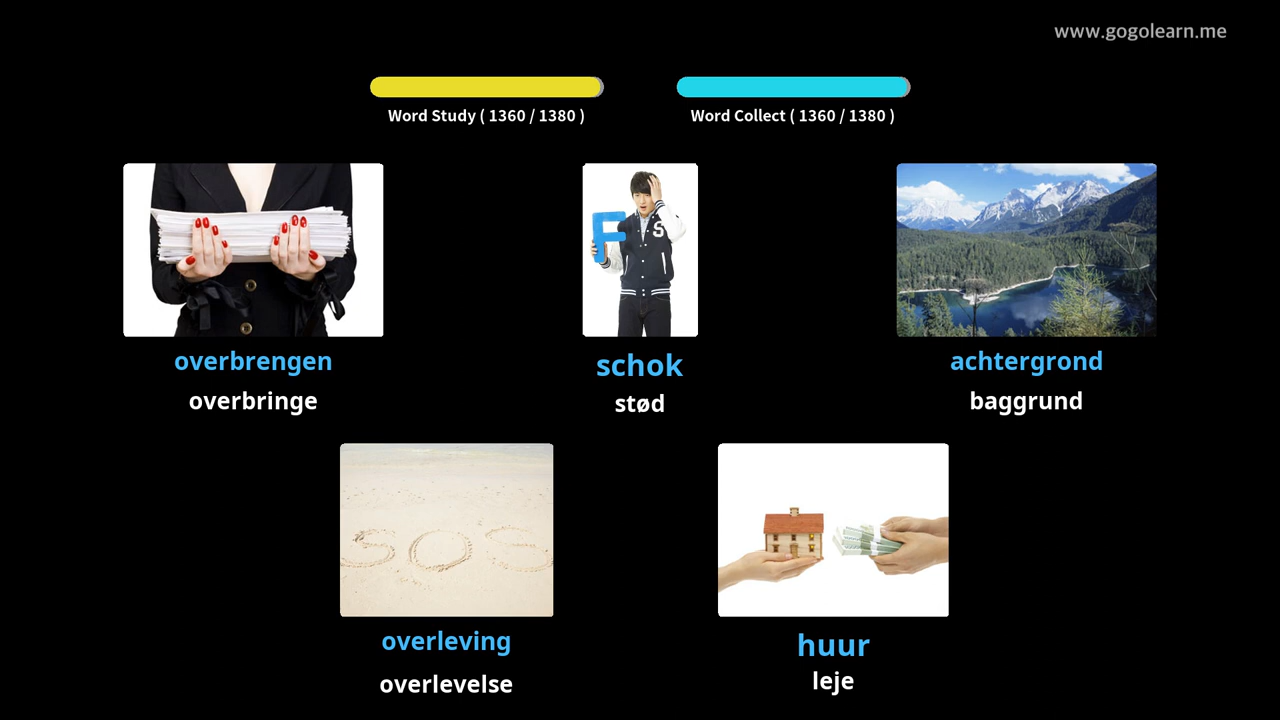 www.gogolearn.me
Word Study ( 1360 / 1380 )
Word Collect ( 1360 / 1380 )
F S
overbrengen
schok
achtergrond
overbringe
stød
baggrund
SOS
overleving
huur
overlevelse
leje